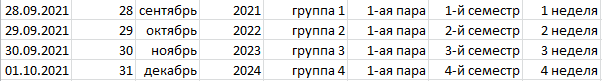 28.09.2021 28 сентябрь 2021 группа 1 1-ая пара 1-й семестр 1 неделя
29.09.2021 29 октябрь 2022 группа 2 1-ая пара 2-й семестр 2 неделя
30.09.2021 30 ноябрь 2023 группа 3 1-ая пара 3-й семестр 3 неделя
01.10.2021 31 декабрь 2024 группа 4 1-ая пара 4-й семестр 4 неделя